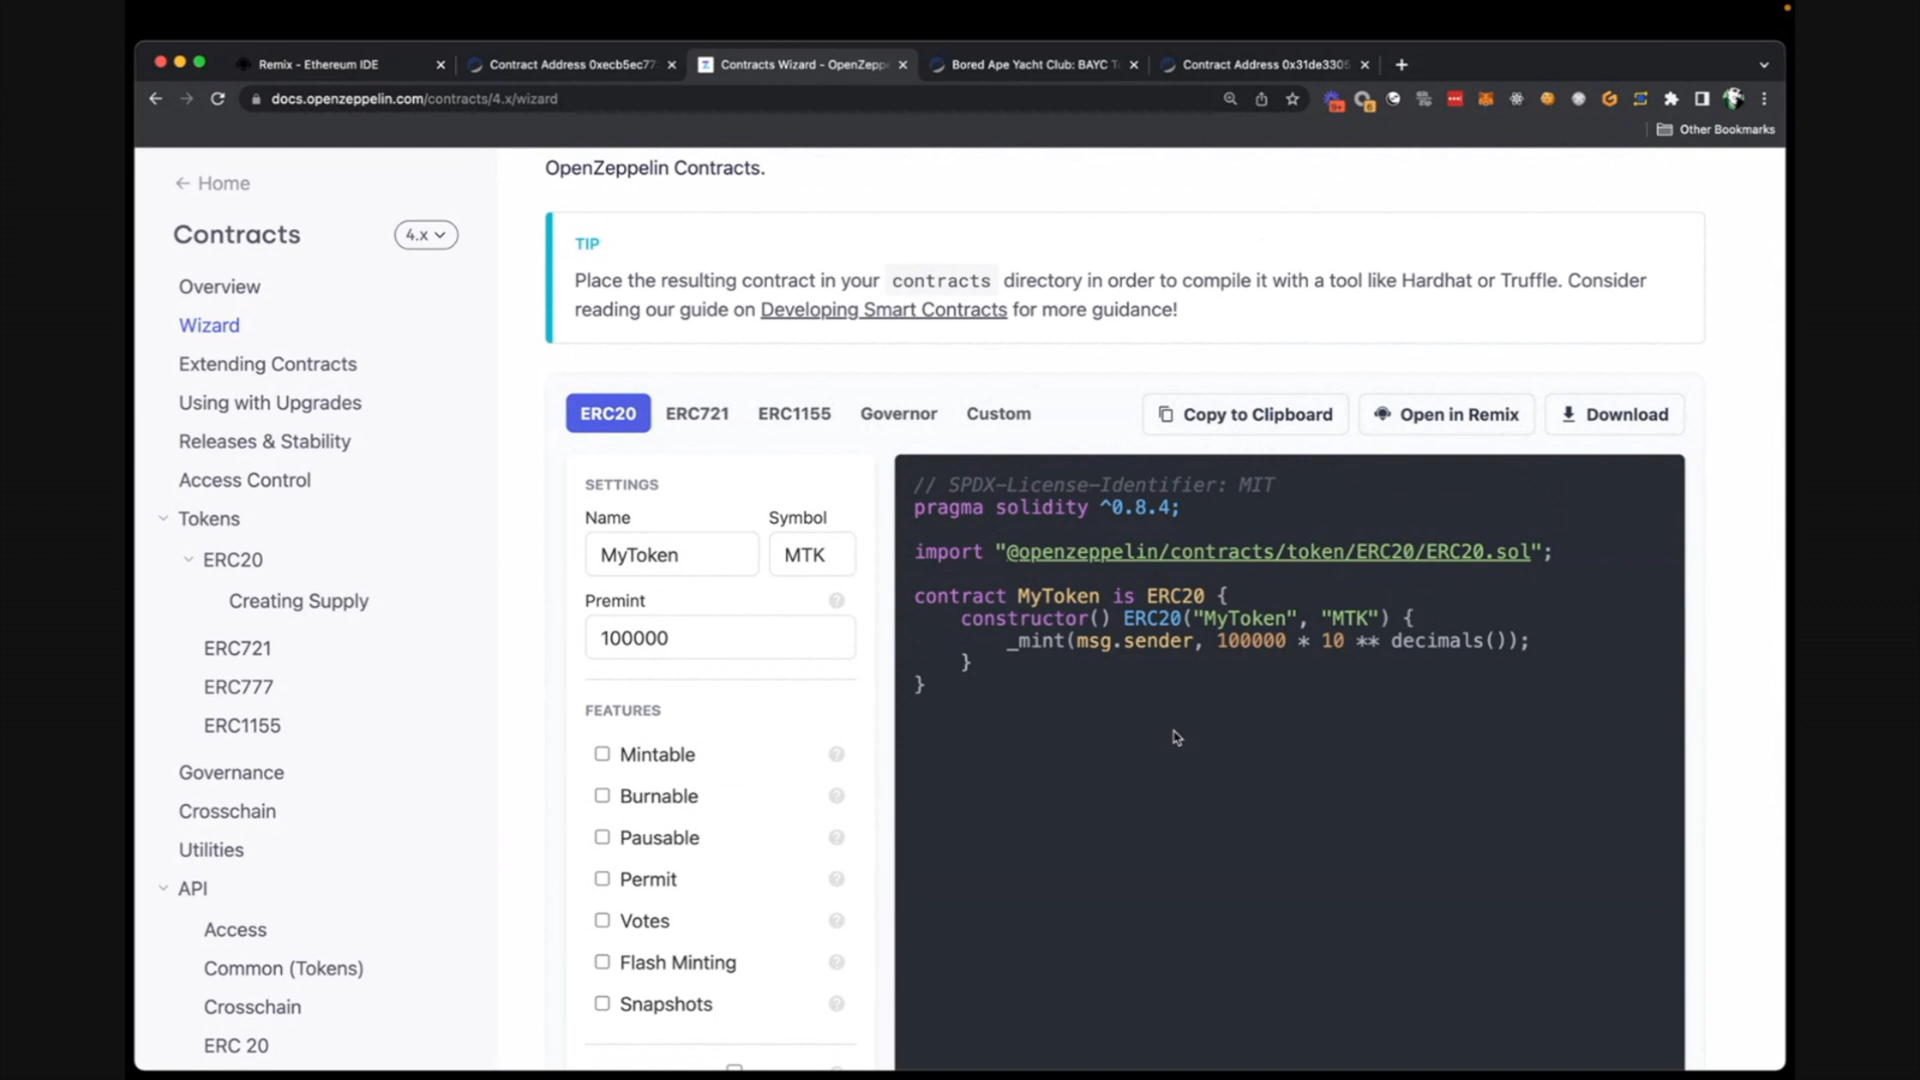 Remix - Ethereum IDE
Contract Address 0xecb5ec77
Contracts Wizard - OpenZepp
Bored Ape Yacht Club: BAYC T
Contract Address 0x31de3305
docs.openzeppelin.com/contracts/4.x/wizard
Other Bookmarks
← Home
Contracts
4.x
Overview
Wizard
Extending Contracts
Using with Upgrades
Releases & Stability
Access Control
Tokens
ERC20
Creating Supply
ERC721
ERC777
ERC1155
Governance
Crosschain
Utilities
API
Access
Common (Tokens)
Crosschain
ERC 20
OpenZeppelin Contracts.
TIP
Place the resulting contract in your contracts directory in order to compile it with a tool like Hardhat or Truffle. Consider
reading our guide on Developing Smart Contracts for more guidance!
ERC20 ERC721 ERC1155 Governor Custom
Copy to Clipboard
Open in Remix
Download
SETTINGS
Name Symbol
MyToken MTK
Premint ?
100000
FEATURES
Mintable ?
Burnable ?
Pausable ?
Permit ?
Votes ?
Flash Minting ?
Snapshots ?
// SPDX-License-Identifier: MIT
pragma solidity ^0.8.4;
import "@openzeppelin/contracts/token/ERC20/ERC20.sol";
contract MyToken is ERC20 {
constructor() ERC20("MyToken", "MTK") {
_mint(msg.sender, 100000 * 10 ** decimals());
}
}